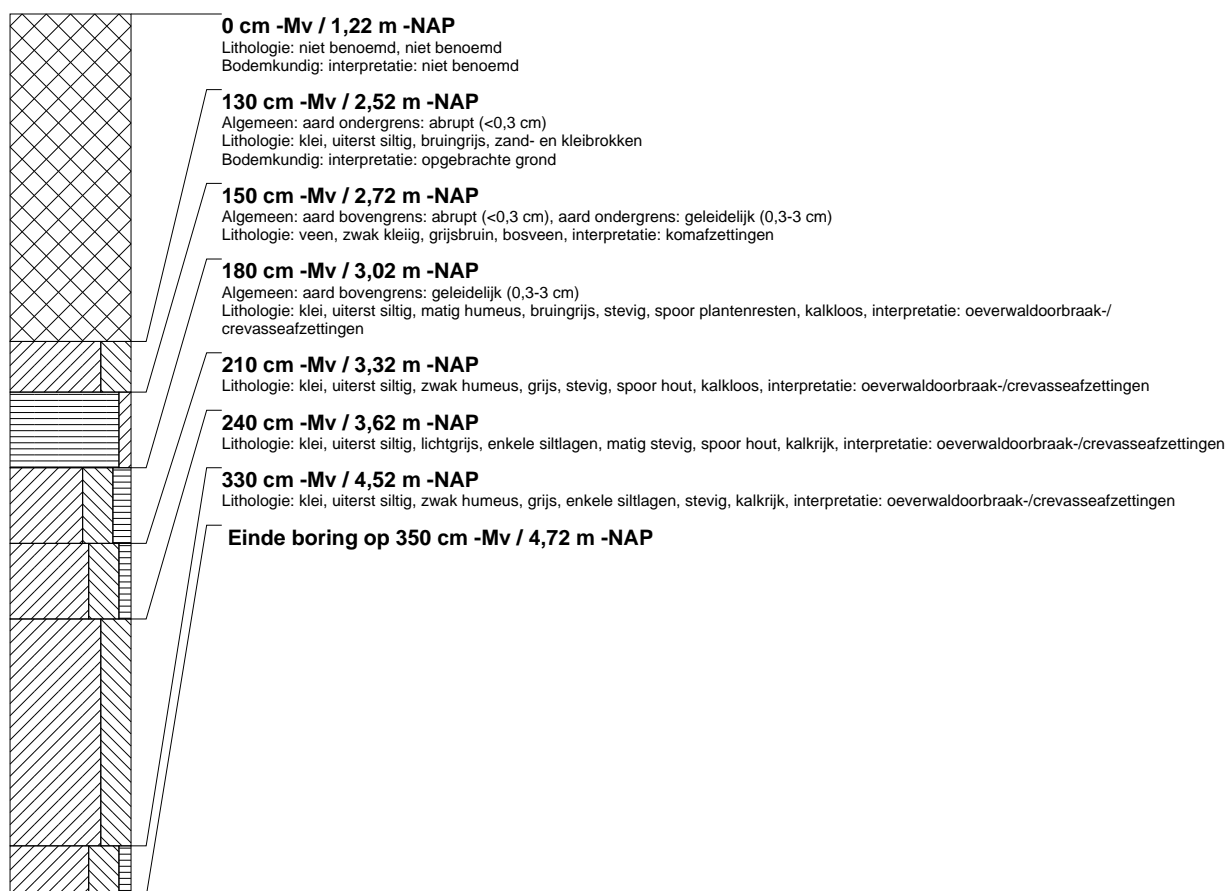 0 cm -Mv / 1,22 m -NAP
Lithologie: niet benoemd, niet benoemd
Bodemkundig: interpretatie: niet benoemd
130 cm -Mv / 2,52 m -NAP
Algemeen: aard ondergrens: abrupt (<0,3 cm)
Lithologie: klei, uiterst siltig, bruingrijs, zand- en kleibrokken
Bodemkundig: interpretatie: opgebrachte grond
150 cm -Mv / 2,72 m -NAP
Algemeen: aard bovengrens: abrupt (<0,3 cm), aard ondergrens: geleidelijk (0,3-3 cm)
Lithologie: veen, zwak kleiig, grijsbruin, bosveen, interpretatie: komafzettingen
180 cm -Mv / 3,02 m -NAP
Algemeen: aard bovengrens: geleidelijk (0,3-3 cm)
Lithologie: klei, uiterst siltig, matig humeus, bruingrijs, stevig, spoor plantenresten, kalkloos, interpretatie: oeverwaldoorbraak-/
crevasseafzettingen
210 cm -Mv / 3,32 m -NAP
Lithologie: klei, uiterst siltig, zwak humeus, grijs, stevig, spoor hout, kalkloos, interpretatie: oeverwaldoorbraak-/crevasseafzettingen
240 cm -Mv / 3,62 m -NAP
Lithologie: klei, uiterst siltig, lichtgrijs, enkele siltlagen, matig stevig, spoor hout, kalkrijk, interpretatie: oeverwaldoorbraak-/crevasseafzettingen
330 cm -Mv / 4,52 m -NAP
Lithologie: klei, uiterst siltig, zwak humeus, grijs, enkele siltlagen, stevig, kalkrijk, interpretatie: oeverwaldoorbraak-/crevasseafzettingen
Einde boring op 350 cm -Mv / 4,72 m -NAP